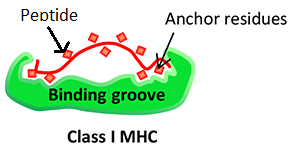 Peptide
Anchor residues
Binding groove
Class I MHC